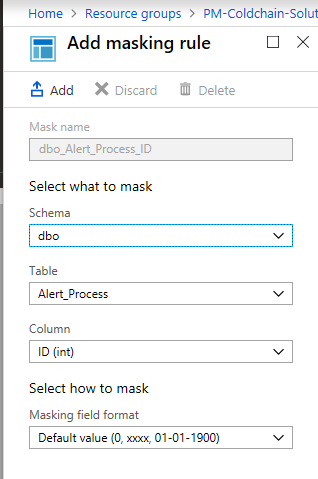 Home > Resource groups > PM-Coldchain-Solut
Add masking rule
Add Discard Delete
Mask name
dbo_Alert_Process_ID
Select what to mask
Schema
dbo
Table
Alert_Process
Column
ID (int)
Select how to mask
Masking field format
Default value (0, xxxx, 01-01-1900)